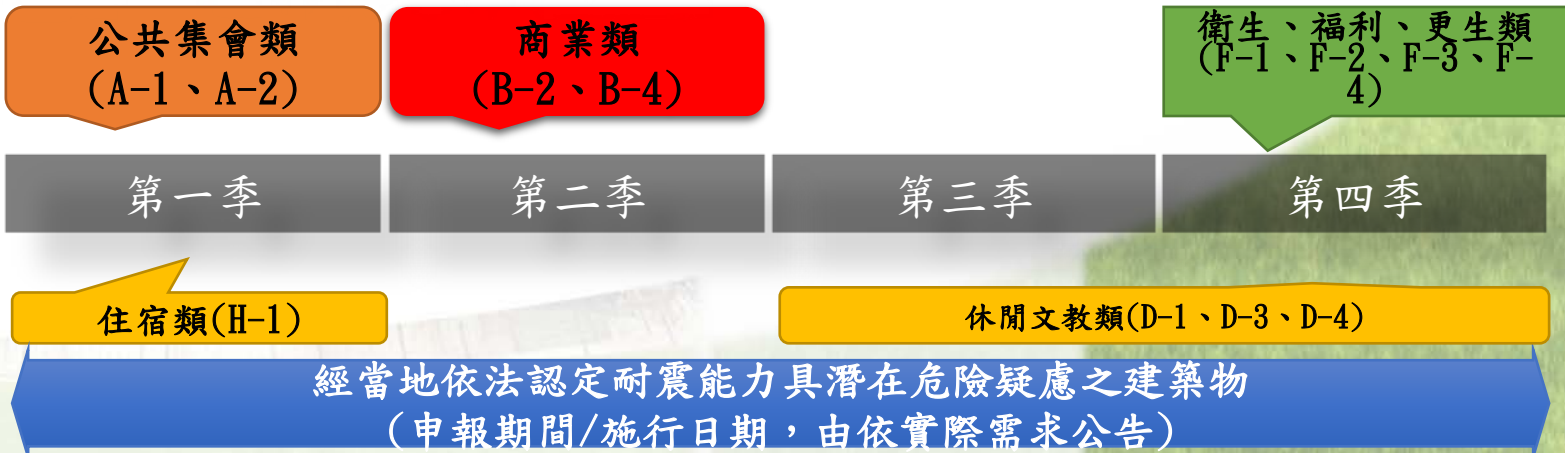 公共集會類
(A-1、A-2)
商業類
(B-2、B-4)
衛生、福利、更生類
(F-1、F-2、F-3、F-
4)
第一季
第二季
第三季
第四季
住宿類(H-1)
休閒文教類(D-1、D-3、D-4)
經當地依法認定耐震能力具潛在危險疑慮之建築物
(申報期間/施行日期，由依實際需求公告)